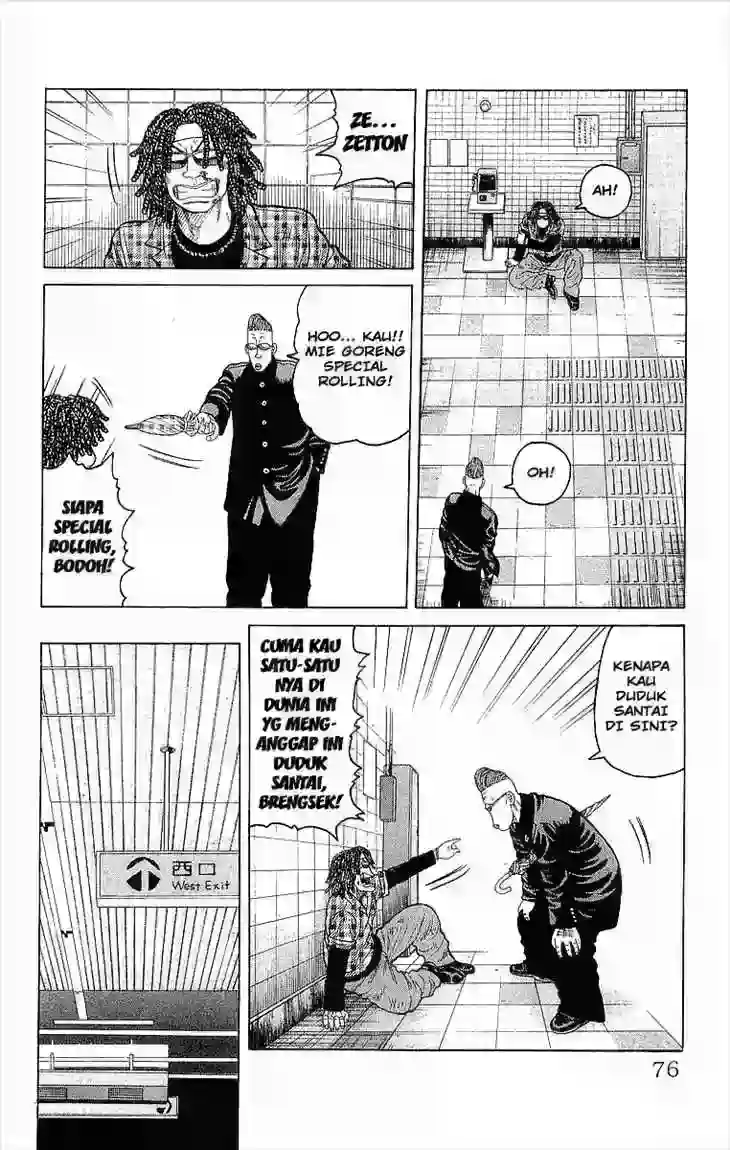 AH!
OH!
ZE...
ZETTON
HOO... KAU!!
MIE GORENG
SPECIAL
ROLLING!
SIAPA
SPECIAL
ROLLING,
BODOH!
KENAPA
KAU
DUDUK
SANTAI
DI SINI?
CUMA KAU
SATU-SATU
NYA DI
DUNIA INI
YG MENG-
ANGGAP INI
DUDUK
SANTAI,
BRENGSEK!
西口
West Exit
76